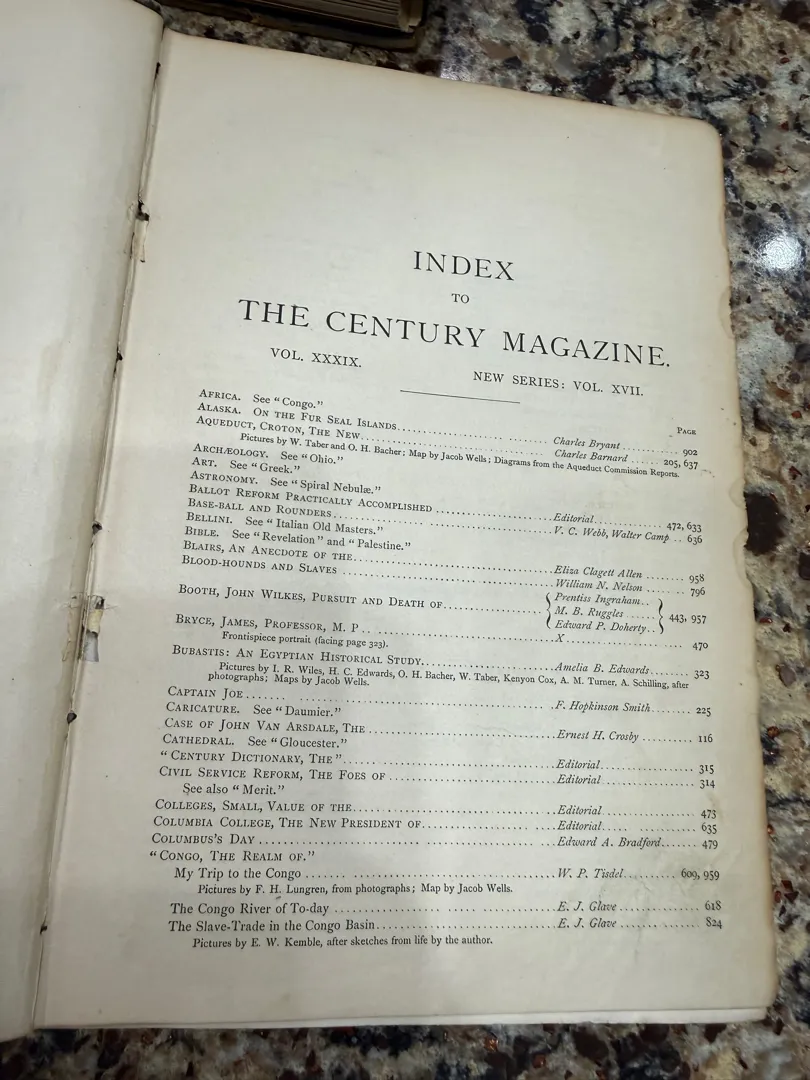 INDEX
TO
THE CENTURY MAGAZINE.
VOL. XXXIX. NEW SERIES: VOL. XVII.
PAGE
AFRICA. See "Congo."
ALASKA. ON THE FUR SEAL ISLANDS........ Charles Bryant........ 902
AQUEDUCT, CROTON, THE NEW........ Charles Barnard...... 205, 637
Pictures by W. Taber and O. H. Bacher; Map by Jacob Wells; Diagrams from the Aqueduct Commission Reports.
ARCHÆOLOGY. See "Ohio."
ART. See "Greek."
ASTRONOMY. See "Spiral Nebulæ."
BALLOT REFORM PRACTICALLY ACCOMPLISHED........ Editorial........ 472, 633
BASE-BALL AND ROUNDERS........ V. C. Webb, Walter Camp.. 636
BELLINI. See "Italian Old Masters."
BIBLE. See "Revelation" and "Palestine."
BLAIRS, AN ANECDOTE OF THE........ Eliza Clagett Allen........ 958
BLOOD-HOUNDS AND SLAVES........ William N. Nelson........ 796
BOOTH, JOHN WILKES, PURSUIT AND DEATH OF........ { Prentiss Ingraham.. }
{ M. B. Ruggles...... } 443, 957
{ Edward P. Doherty.. }
BRYCE, JAMES, PROFESSOR, M. P........ X........ 470
Frontispiece portrait (facing page 323).
BUBASTIS: AN EGYPTIAN HISTORICAL STUDY........ Amelia B. Edwards........ 323
Pictures by I. R. Wiles, H. C. Edwards, O. H. Bacher, W. Taber, Kenyon Cox, A. M. Turner, A. Schilling, after
photographs; Maps by Jacob Wells.
CAPTAIN JOE........ F. Hopkinson Smith........ 225
CARICATURE. See "Daumier."
CASE OF JOHN VAN ARSDALE, THE........ Ernest H. Crosby........ 116
CATHEDRAL. See "Gloucester."
"CENTURY DICTIONARY, THE"........ Editorial........ 315
CIVIL SERVICE REFORM, THE FOES OF........ Editorial........ 314
See also "Merit."
COLLEGES, SMALL, VALUE OF THE........ Editorial........ 473
COLUMBIA COLLEGE, THE NEW PRESIDENT OF........ Editorial........ 635
COLUMBUS'S DAY........ Edward A. Bradford...... 479
"CONGO, THE REALM OF."
My Trip to the Congo........ W. P. Tisdel........ 609, 959
Pictures by F. H. Lungren, from photographs; Map by Jacob Wells.
The Congo River of To-day........ E. J. Glave........ 618
The Slave-Trade in the Congo Basin........ E. J. Glave........ 824
Pictures by E. W. Kemble, after sketches from life by the author.